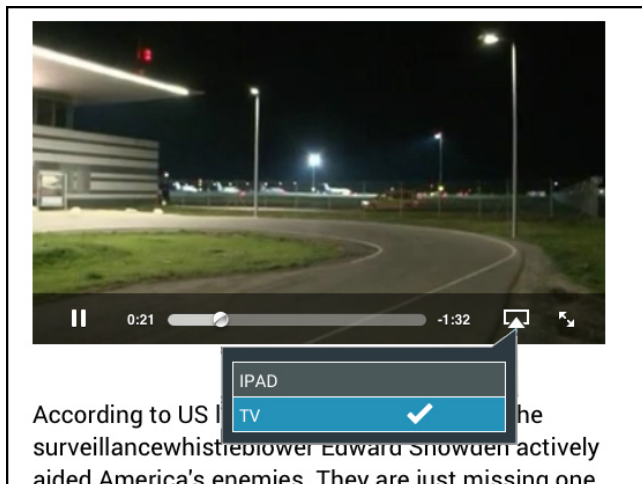 0:21
-1:32
IPAD
TV
According to US l he
surveillancewhistleblower Edward Snowden actively
aided America's enemies. They are just missing one